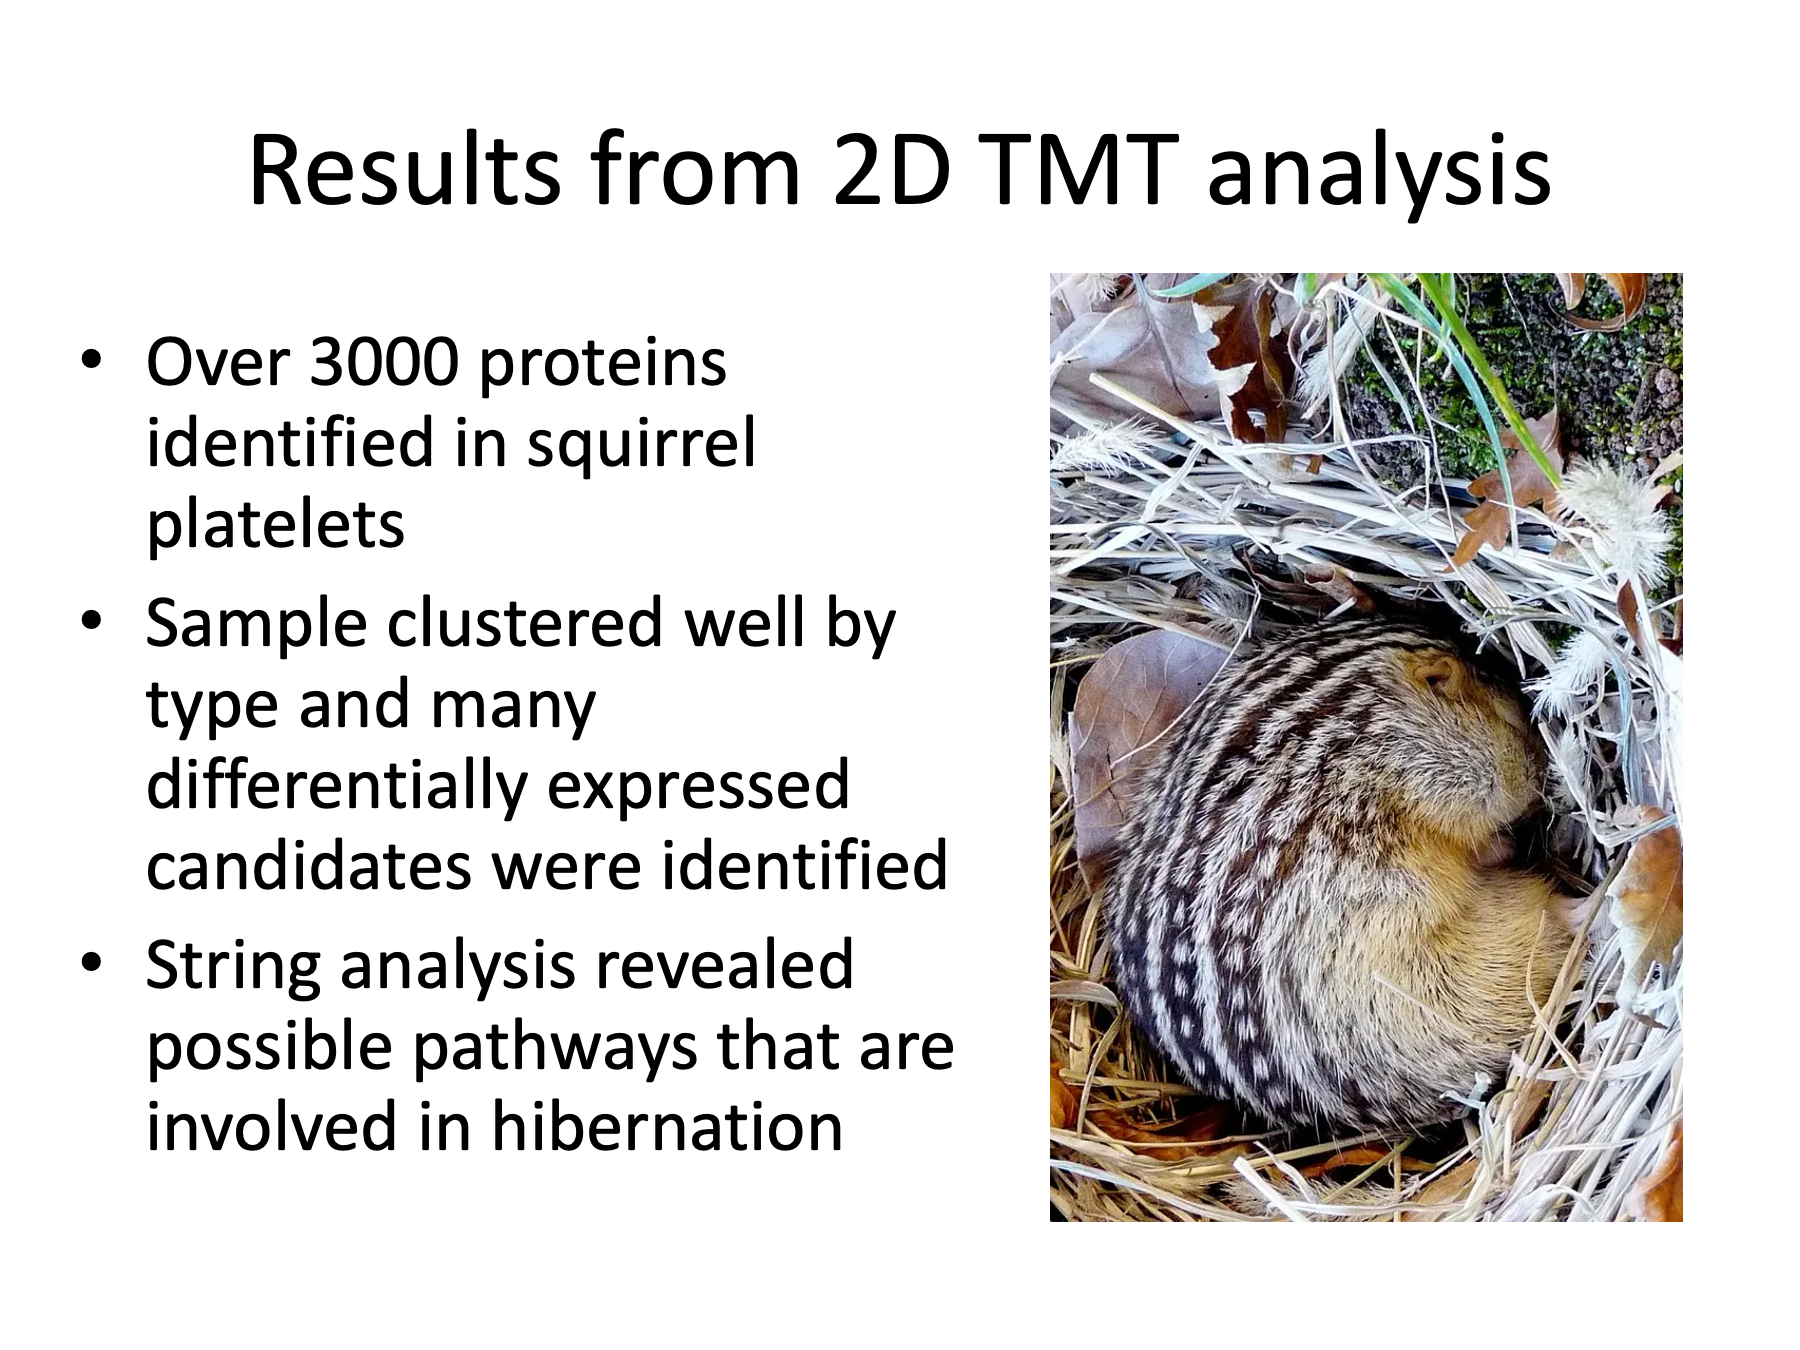 Results from 2D TMT analysis
• Over 3000 proteins
identified in squirrel
platelets
• Sample clustered well by
type and many
differentially expressed
candidates were identified
• String analysis revealed
possible pathways that are
involved in hibernation